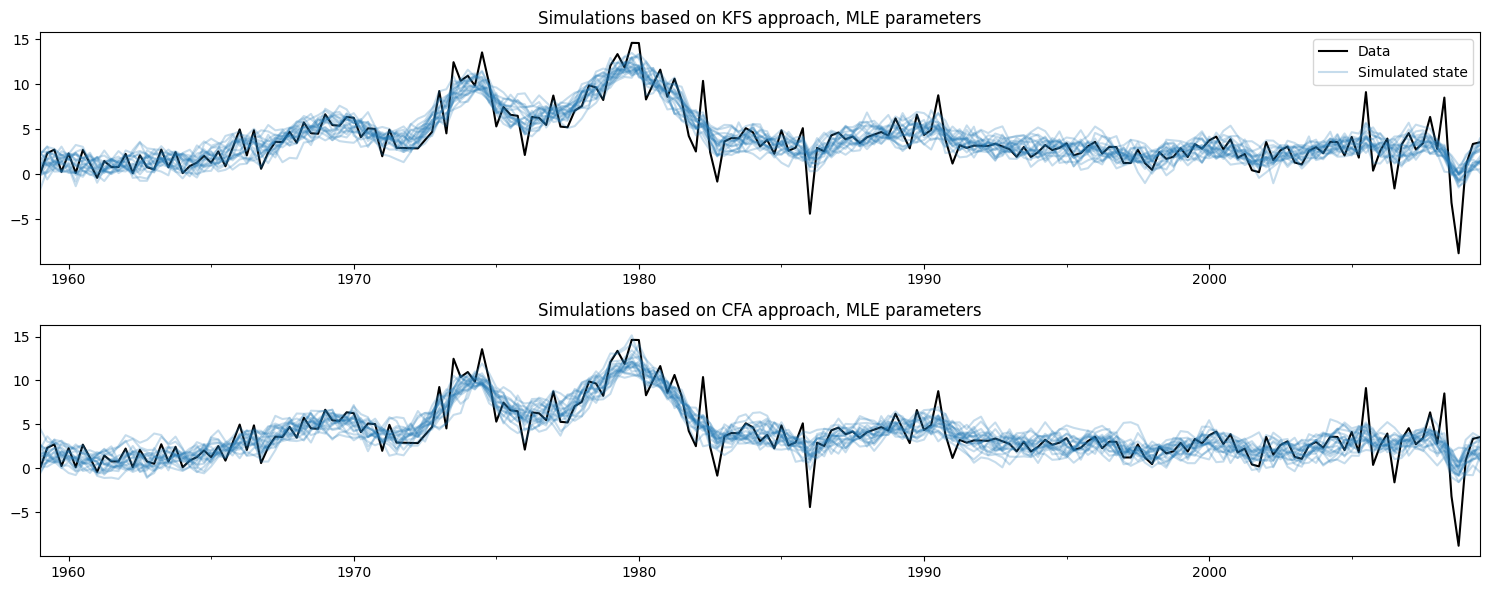 Simulations based on KFS approach, MLE parameters
15
10
5
0
−5
Data
Simulated state
1960 1970 1980 1990 2000
Simulations based on CFA approach, MLE parameters
15
10
5
0
−5
1960 1970 1980 1990 2000